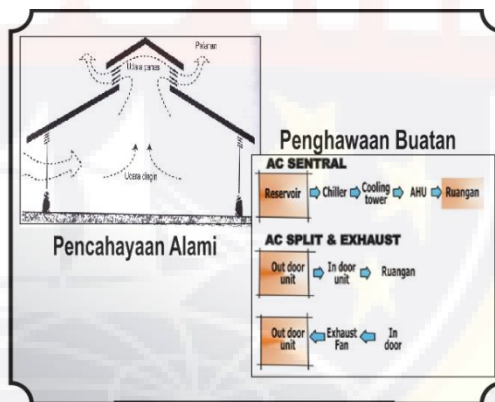 Pelarian
Udara panas
Udara dingin
Pencahayaan Alami
Penghawaan Buatan
AC SENTRAL
Reservoir Chiller Cooling tower AHU Ruangan
AC SPLIT & EXHAUST
Out door unit In door unit Ruangan
Out door unit Exhaust Fan In door